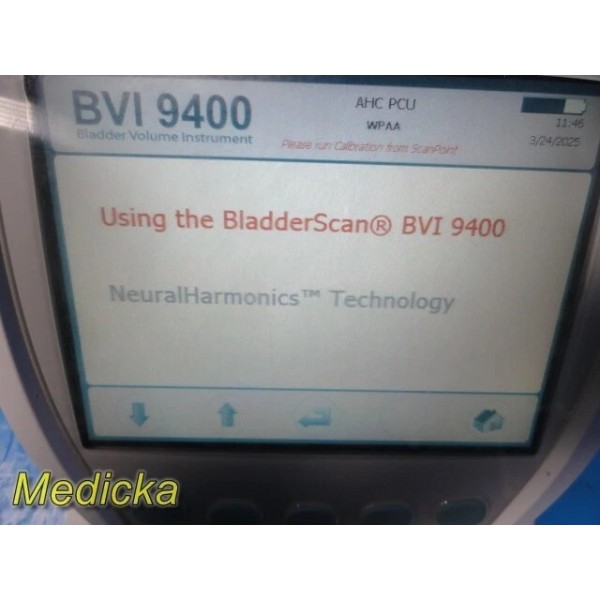 BVI 9400
Bladder Volume Instrument
AHC PCU
WPAA
Please run Calibration from ScanPoint
11:46
3/24/2025
Using the BladderScan® BVI 9400
NeuralHarmonics™ Technology
Medicka